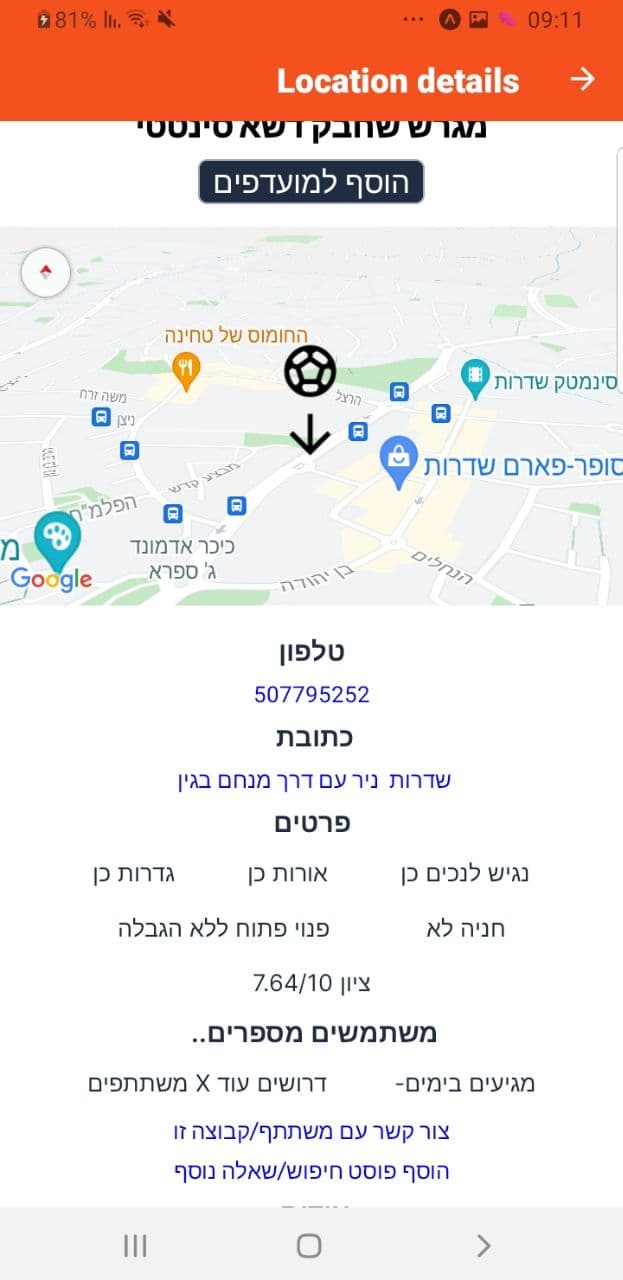 81% 09:11
Location details
מגרש שחבק דשא סינטטי
הוסף למועדפים
החומוס של טחינה
סינמטק שדרות
הרצל
משה זרח
ניצן
סופר-פארם שדרות
מבצע קדש
הפלמ"ח
כיכר אדמונד
ג' ספרא
בן יהודה
הנחלים
Google
טלפון
507795252
כתובת
שדרות ניר עם דרך מנחם בגין
פרטים
נגיש לנכים כן אורות כן גדרות כן
חניה לא פנוי פתוח ללא הגבלה
ציון 7.64/10
משתמשים מספרים..
מגיעים בימים- דרושים עוד X משתתפים
צור קשר עם משתתף/קבוצה זו
הוסף פוסט חיפוש/שאלה נוסף